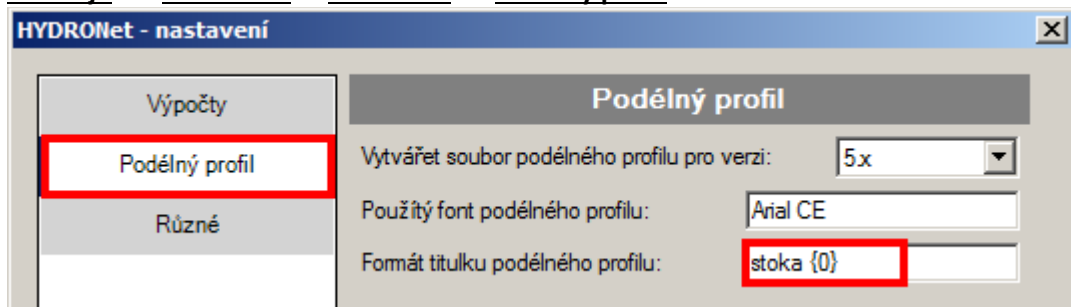 HYDRONet - nastavení
Výpočty
Podélný profil
Různé
Podélný profil
Vytvářet soubor podélného profilu pro verzi: 5.x
Použítý font podélného profilu: Arial CE
Formát titulku podélného profilu: stoka {0}